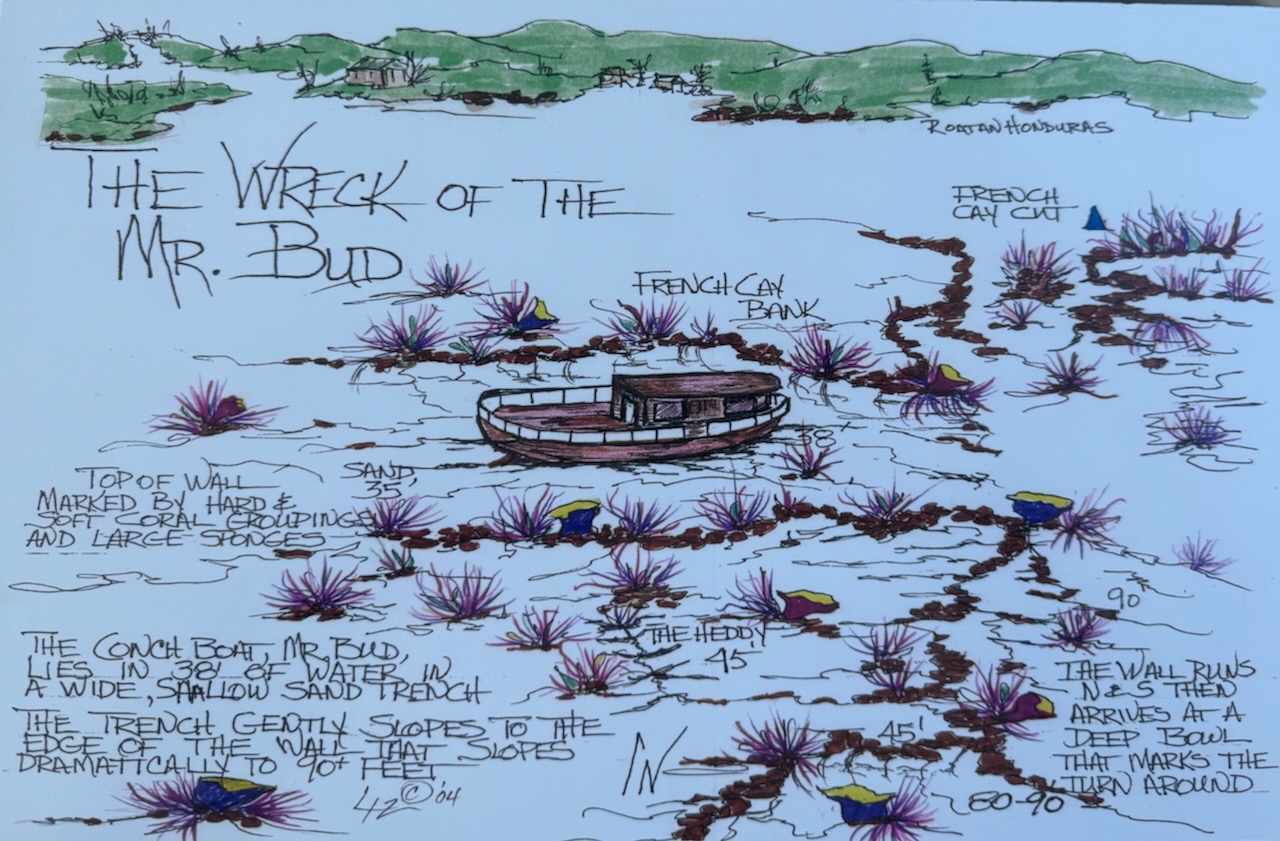 ROATAN HONDURAS
THE WRECK OF THE
MR. BUD
FRENCH
CAY CUT
FRENCH CAY
BANK
38'
TOP OF WALL
MARKED BY HARD &
SOFT CORAL GROUPINGS
AND LARGE SPONGES
SAND,
35'
90'
THE HEDDY
45'
THE CONCH BOAT, MR. BUD,
LIES IN 38' OF WATER IN
A WIDE, SHALLOW SAND TRENCH
THE TRENCH GENTLY SLOPES TO THE
EDGE OF THE WALL THAT SLOPES
DRAMATICALLY TO 90+ FEET.
THE WALL RUNS
N & S THEN
ARRIVES AT A
DEEP BOWL
THAT MARKS THE
TURN AROUND
45'
N
80-90
© '04